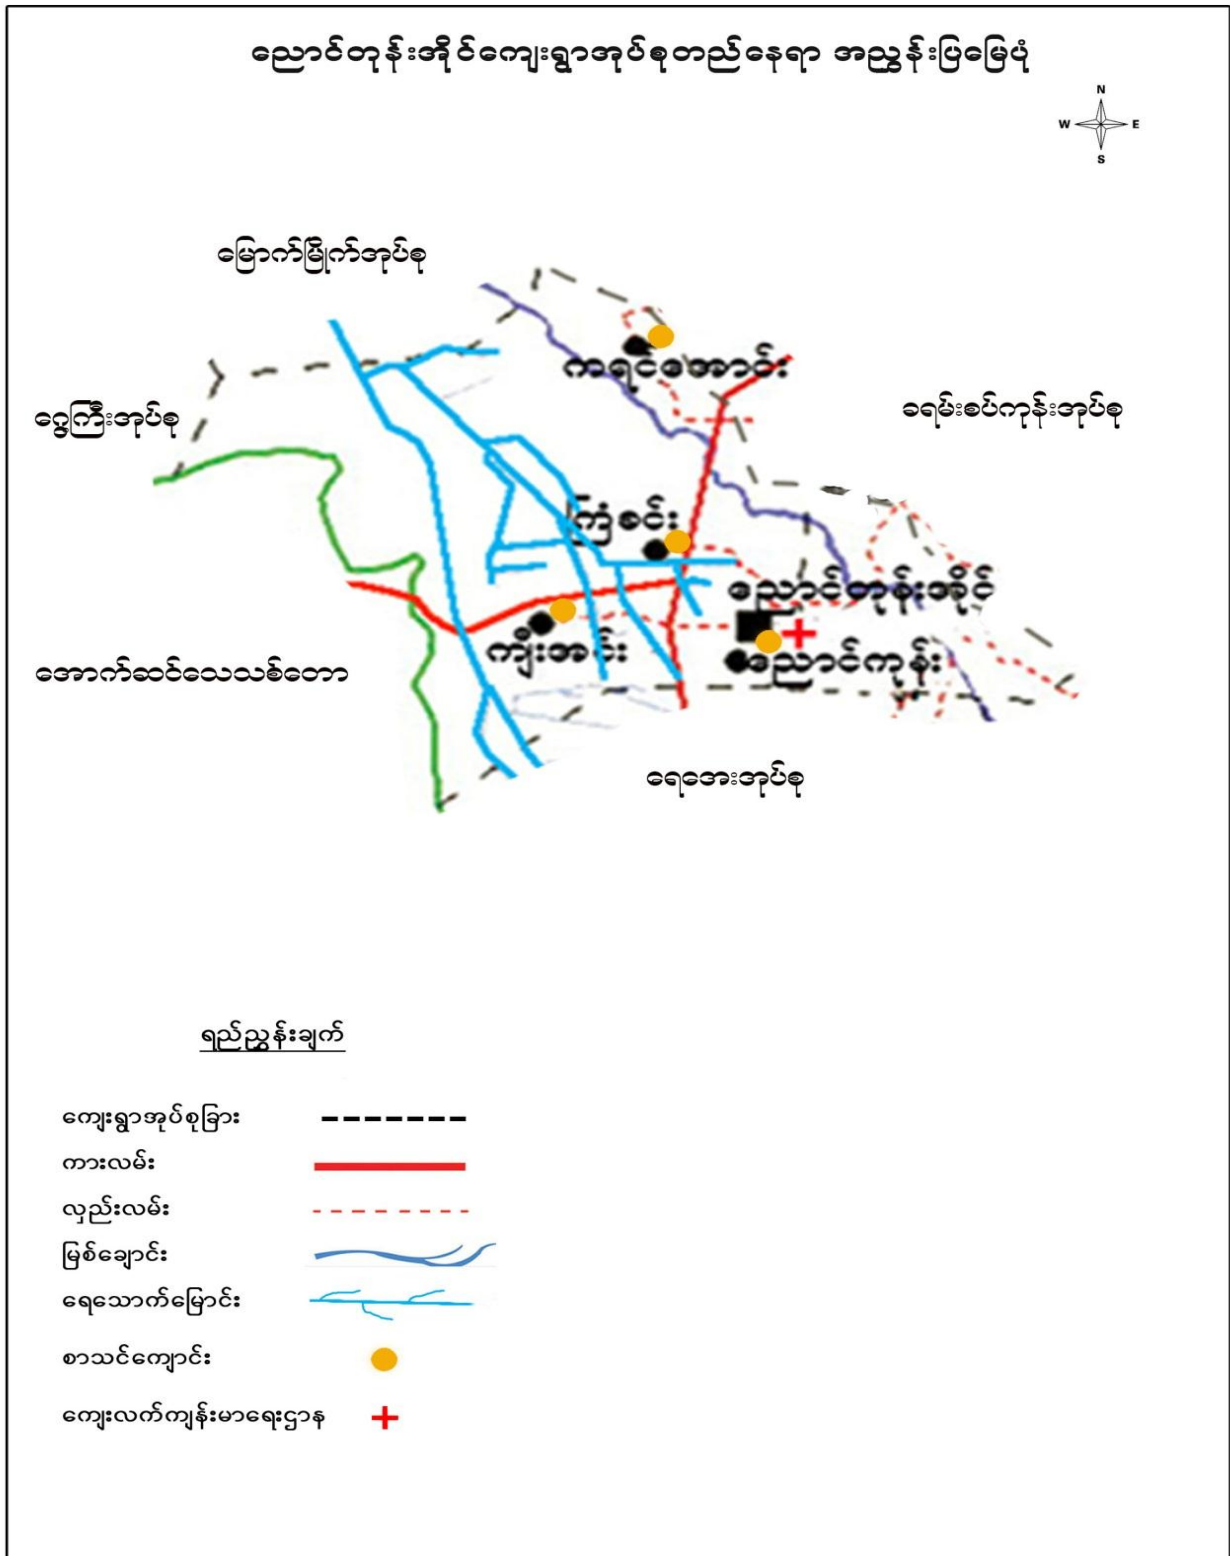 ညောင်တုန်းအိုင်ကျေးရွာအုပ်စုတည်နေရာ အညွှန်းပြမြေပုံ
N
W E
S
မြောက်မြိုက်အုပ်စု
ကရင်အောင်း
ငွေကြီးအုပ်စု
ခရမ်းစပ်ကုန်းအုပ်စု
ကြံခင်း
ညောင်တုန်းအိုင်
ကျီးအင်း
ညောင်ကုန်း
အောက်ဆင်သေသစ်တော
ရေအေးအုပ်စု
ရည်ညွှန်းချက်
ကျေးရွာအုပ်စုခြား
ကားလမ်း
လှည်းလမ်း
မြစ်ချောင်း
ရေသောက်မြောင်း
စာသင်ကျောင်း
ကျေးလက်ကျန်းမာရေးဌာန